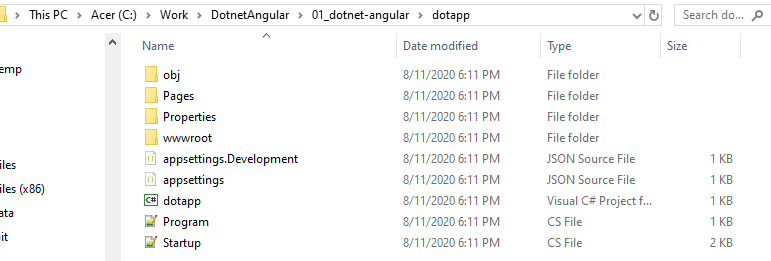 This PC > Acer (C:) > Work > DotnetAngular > 01_dotnet-angular > dotapp Search do...
Name Date modified Type Size
emp
obj 8/11/2020 6:11 PM File folder
Pages 8/11/2020 6:11 PM File folder
Properties 8/11/2020 6:11 PM File folder
wwwroot 8/11/2020 6:11 PM File folder
iles appsettings.Development 8/11/2020 6:11 PM JSON Source File 1 KB
iles (x86) appsettings 8/11/2020 6:11 PM JSON Source File 1 KB
ata C# dotapp 8/11/2020 6:11 PM Visual C# Project f... 1 KB
Program 8/11/2020 6:11 PM CS File 1 KB
it Startup 8/11/2020 6:11 PM CS File 2 KB